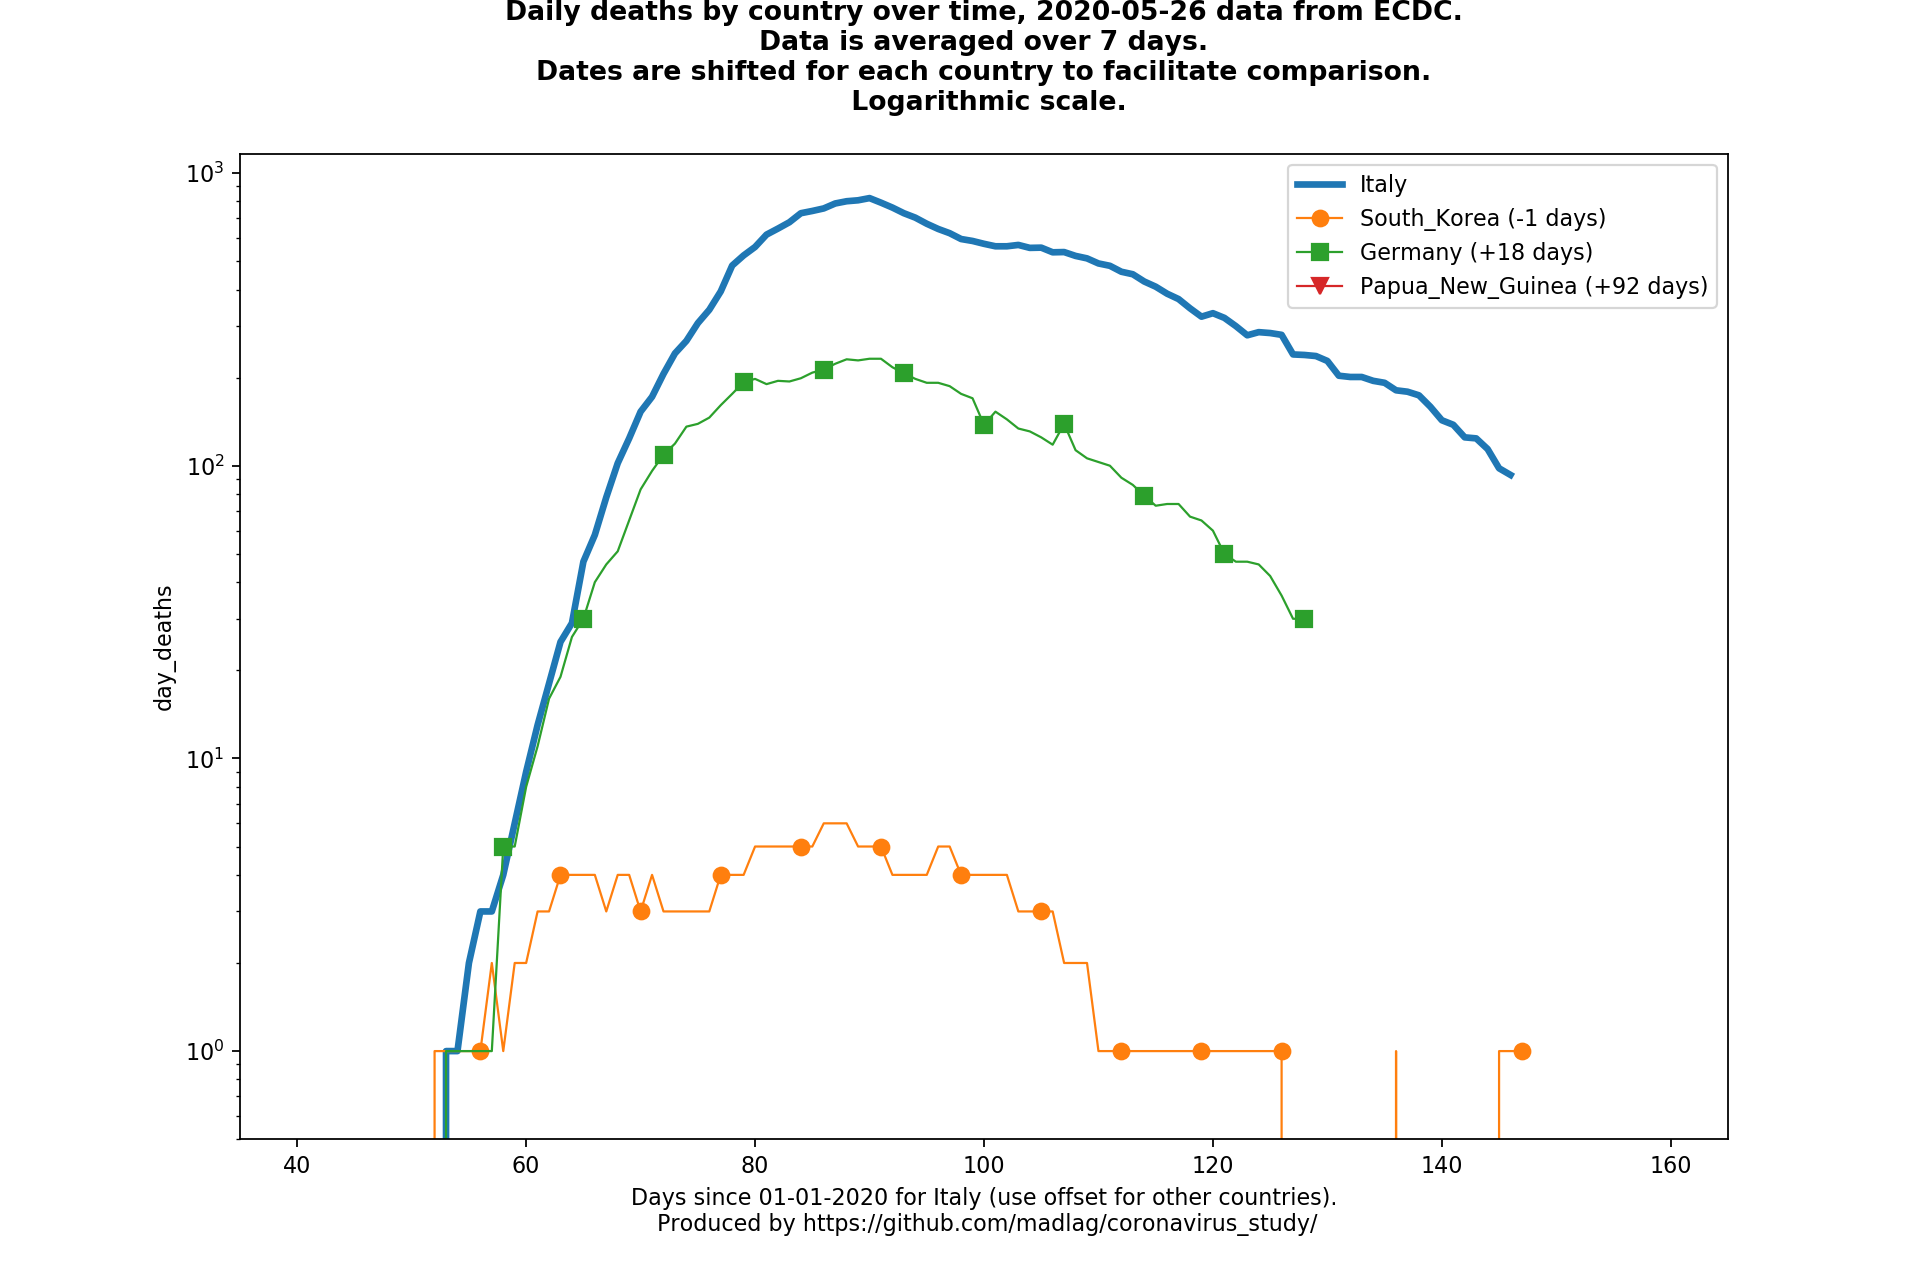 Daily deaths by country over time, 2020-05-26 data from ECDC.
Data is averaged over 7 days.
Dates are shifted for each country to facilitate comparison.
Logarithmic scale.
10³
Italy
South_Korea (-1 days)
Germany (+18 days)
Papua_New_Guinea (+92 days)
10²
day_deaths
10¹
10⁰
40 60 80 100 120 140 160
Days since 01-01-2020 for Italy (use offset for other countries).
Produced by https://github.com/madlag/coronavirus_study/